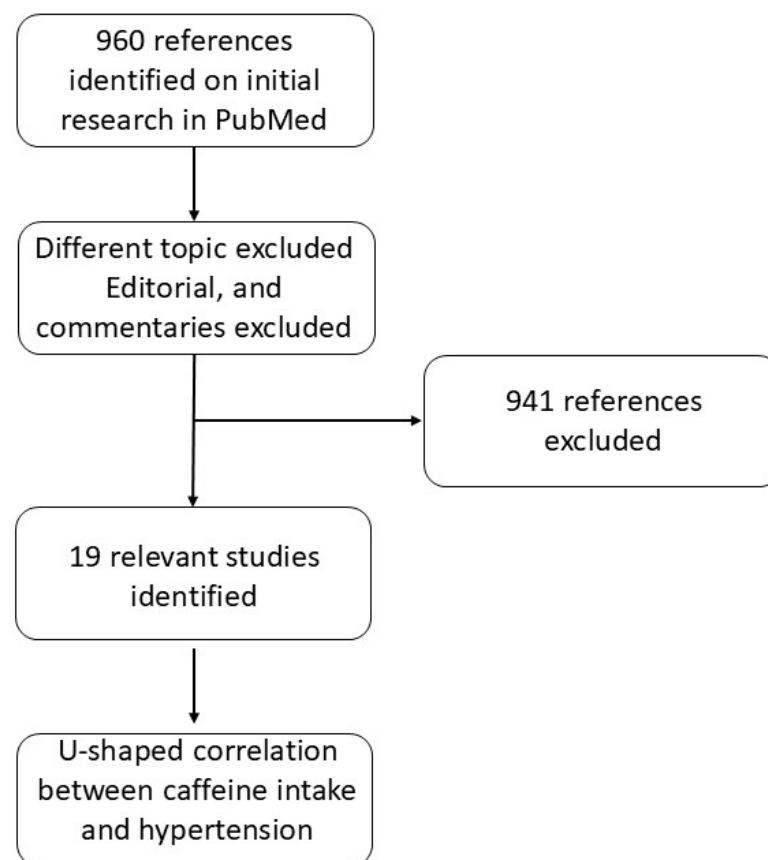 960 references
identified on initial
research in PubMed
Different topic excluded
Editorial, and
commentaries excluded
941 references
excluded
19 relevant studies
identified
U-shaped correlation
between caffeine intake
and hypertension